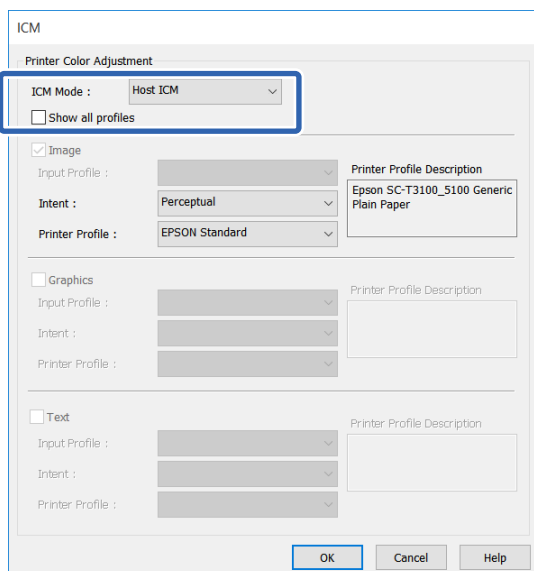 ICM
Printer Color Adjustment
ICM Mode : Host ICM
Show all profiles
Image
Input Profile : Printer Profile Description
Intent : Perceptual Epson SC-T3100_5100 Generic
Plain Paper
Printer Profile : EPSON Standard
Graphics
Input Profile : Printer Profile Description
Intent :
Printer Profile :
Text
Input Profile : Printer Profile Description
Intent :
Printer Profile :
OK Cancel Help